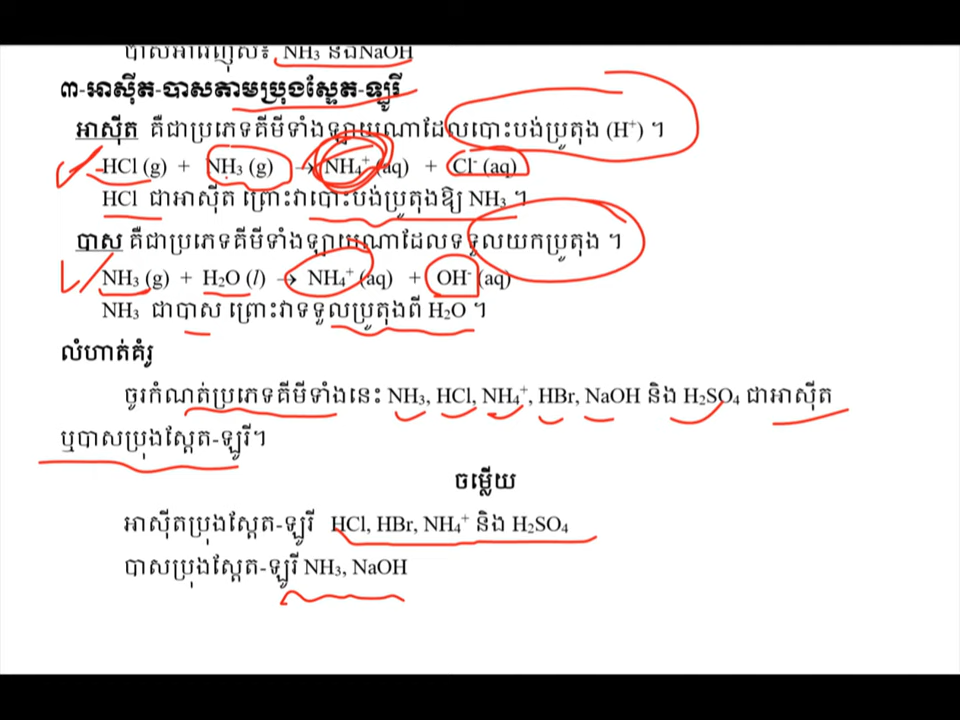 បាសអារេញុស៖ NH₃ និងNaOH
៣-អាស៊ីត-បាសតាមប្រុងស្តែត-ឡូរី
អាស៊ីត គឺជាប្រភេទគីមីទាំងឡាយណាដែលបោះបង់ប្រូតុង (H⁺) ។
HCl (g) + NH₃ (g) → NH₄⁺ (aq) + Cl⁻ (aq)
HCl ជាអាស៊ីត ព្រោះវាបោះបង់ប្រូតុងឱ្យ NH₃ ។
បាស គឺជាប្រភេទគីមីទាំងឡាយណាដែលទទួលយកប្រូតុង ។
NH₃ (g) + H₂O (l) → NH₄⁺ (aq) + OH⁻ (aq)
NH₃ ជាបាស ព្រោះវាទទួលប្រូតុងពី H₂O ។
លំហាត់គំរូ
ចូរកំណត់ប្រភេទគីមីទាំងនេះ NH₃, HCl, NH₄⁺, HBr, NaOH និង H₂SO₄ ជាអាស៊ីត
ឬបាសប្រុងស្តែត-ឡូរី។
ចម្លើយ
អាស៊ីតប្រុងស្តែត-ឡូរី HCl, HBr, NH₄⁺ និង H₂SO₄
បាសប្រុងស្តែត-ឡូរី NH₃, NaOH